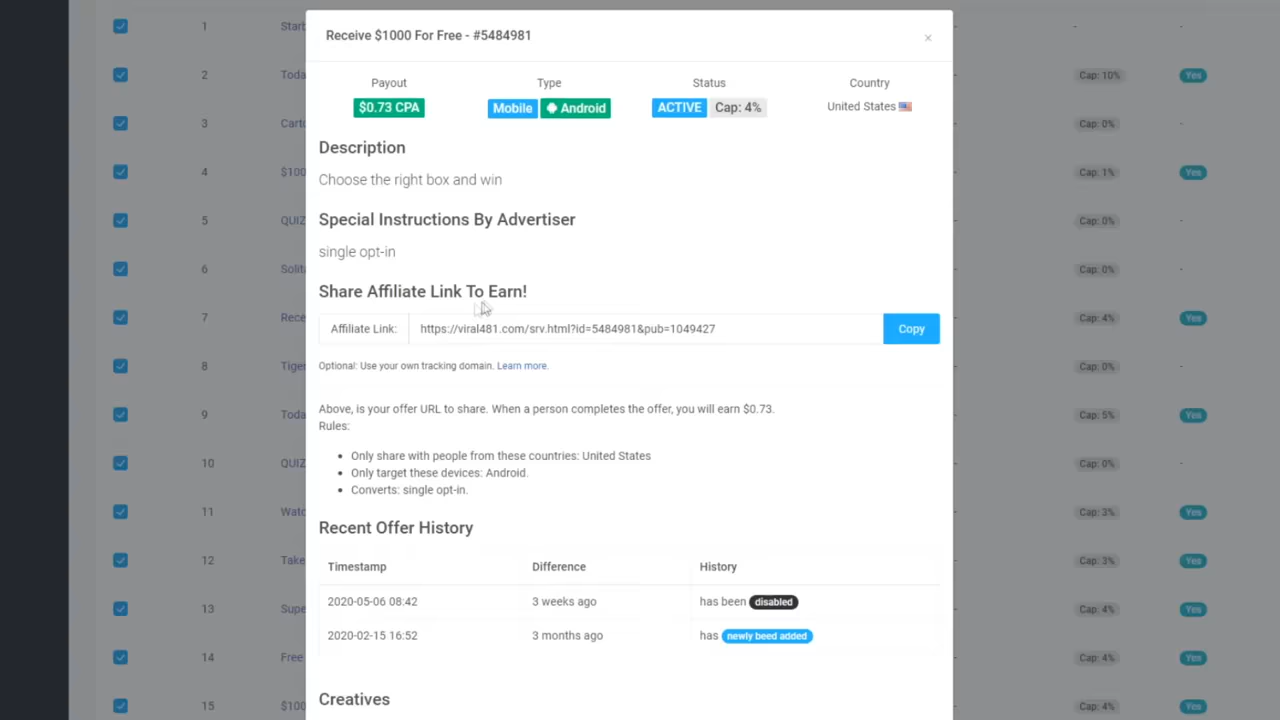 Receive $1000 For Free - #5484981
×
Payout
Type
Status
Country
$0.73 CPA
Mobile
Android
ACTIVE
Cap: 4%
United States
Description
Choose the right box and win
Special Instructions By Advertiser
single opt-in
Share Affiliate Link To Earn!
Affiliate Link:
https://viral481.com/srv.html?id=5484981&pub=1049427
Copy
Optional: Use your own tracking domain. Learn more.
Above, is your offer URL to share. When a person completes the offer, you will earn $0.73.
Rules:
Only share with people from these countries: United States
Only target these devices: Android.
Converts: single opt-in.
Recent Offer History
Timestamp Difference History
2020-05-06 08:42 3 weeks ago has been disabled
2020-02-15 16:52 3 months ago has newly beed added
Creatives
1 Starb - -
2 Toda - Cap: 10% Yes
3 Carto - Cap: 0% -
4 $100 - Cap: 1% Yes
5 QUIZ - Cap: 0% -
6 Solita - Cap: 0% -
7 Rece - Cap: 4% Yes
8 Tiger - Cap: 0% -
9 Toda - Cap: 5% Yes
10 QUIZ - Cap: 0% -
11 Watc - Cap: 3% Yes
12 Take - Cap: 3% Yes
13 Supe - Cap: 4% Yes
14 Free - Cap: 4% Yes
15 $100 - Cap: 4% Yes